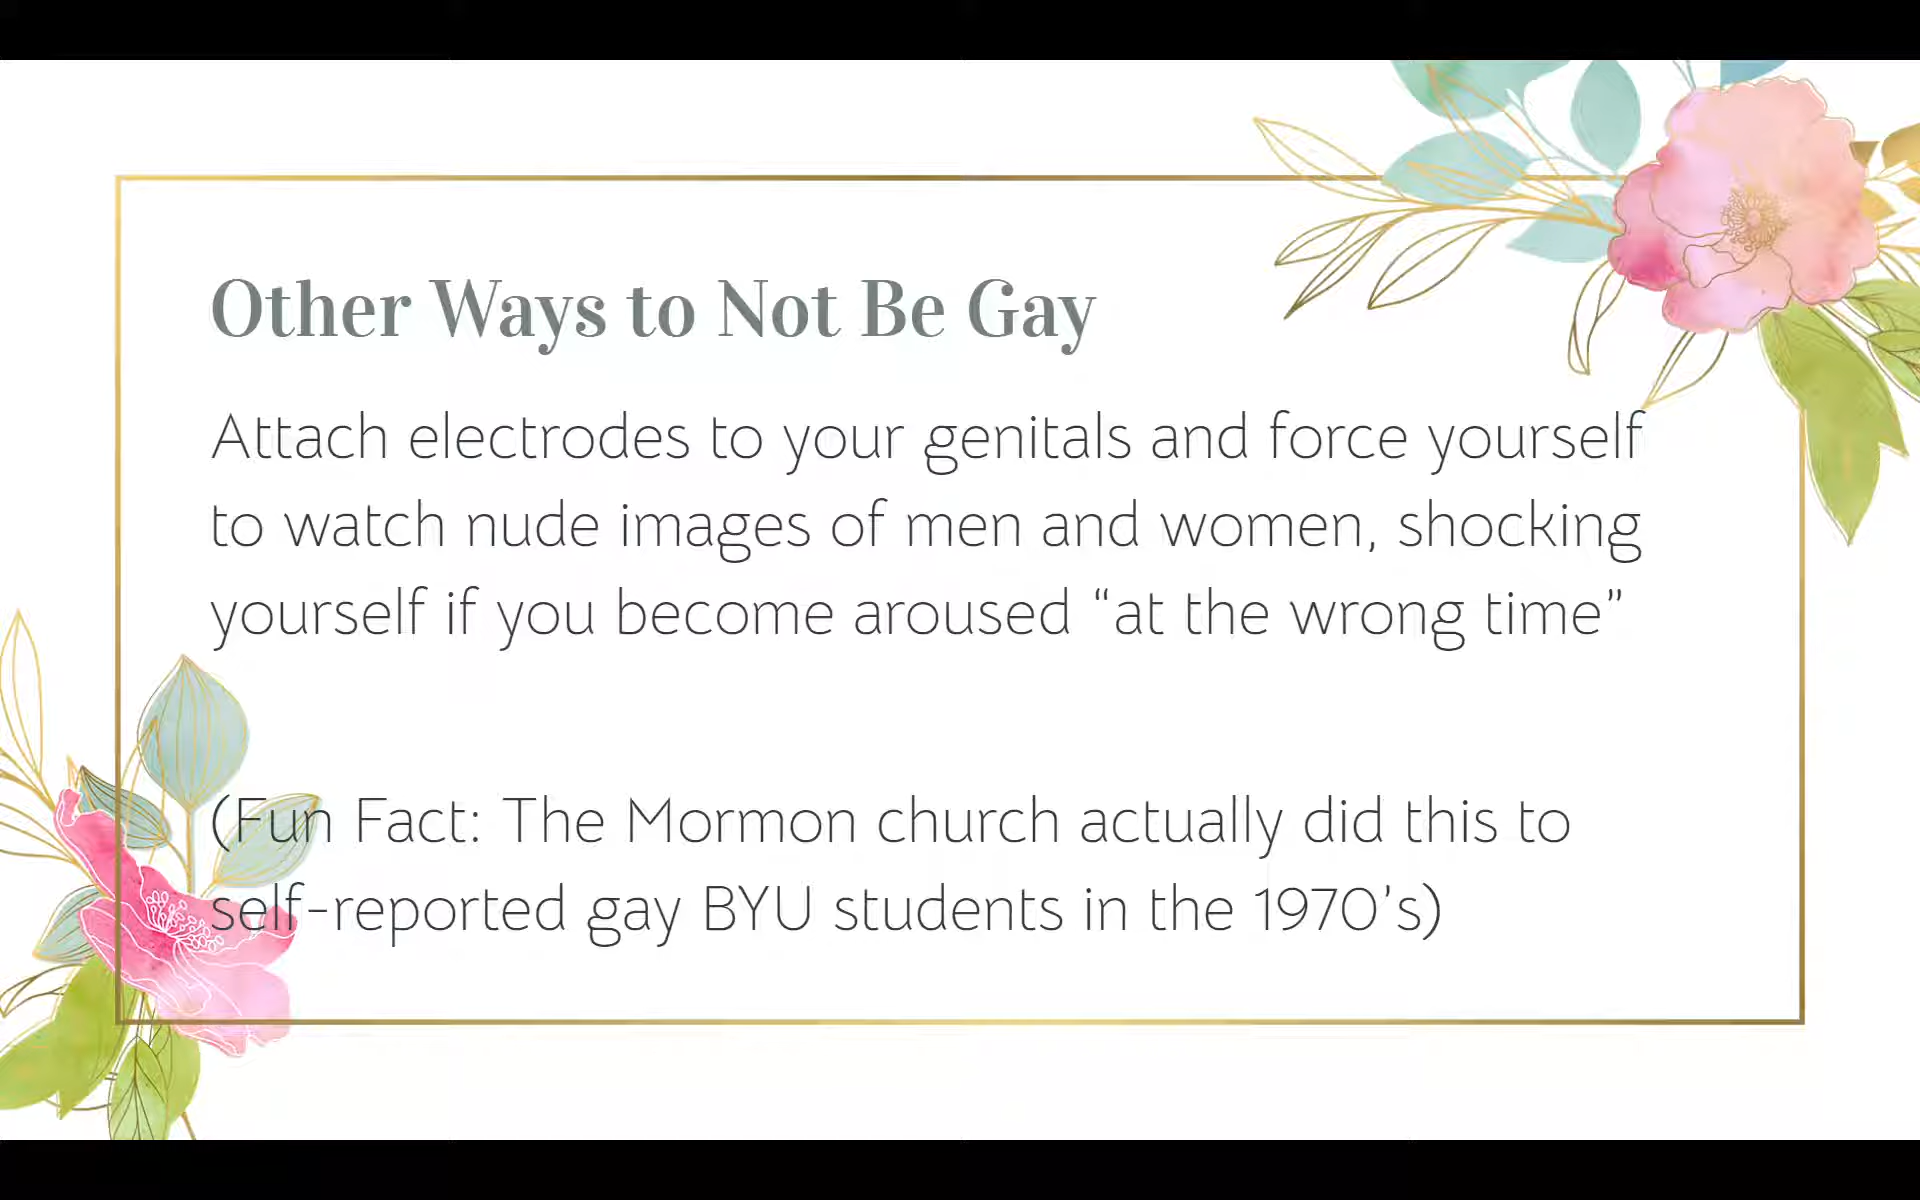 Other Ways to Not Be Gay
Attach electrodes to your genitals and force yourself
to watch nude images of men and women, shocking
yourself if you become aroused “at the wrong time”
(Fun Fact: The Mormon church actually did this to
self-reported gay BYU students in the 1970’s)